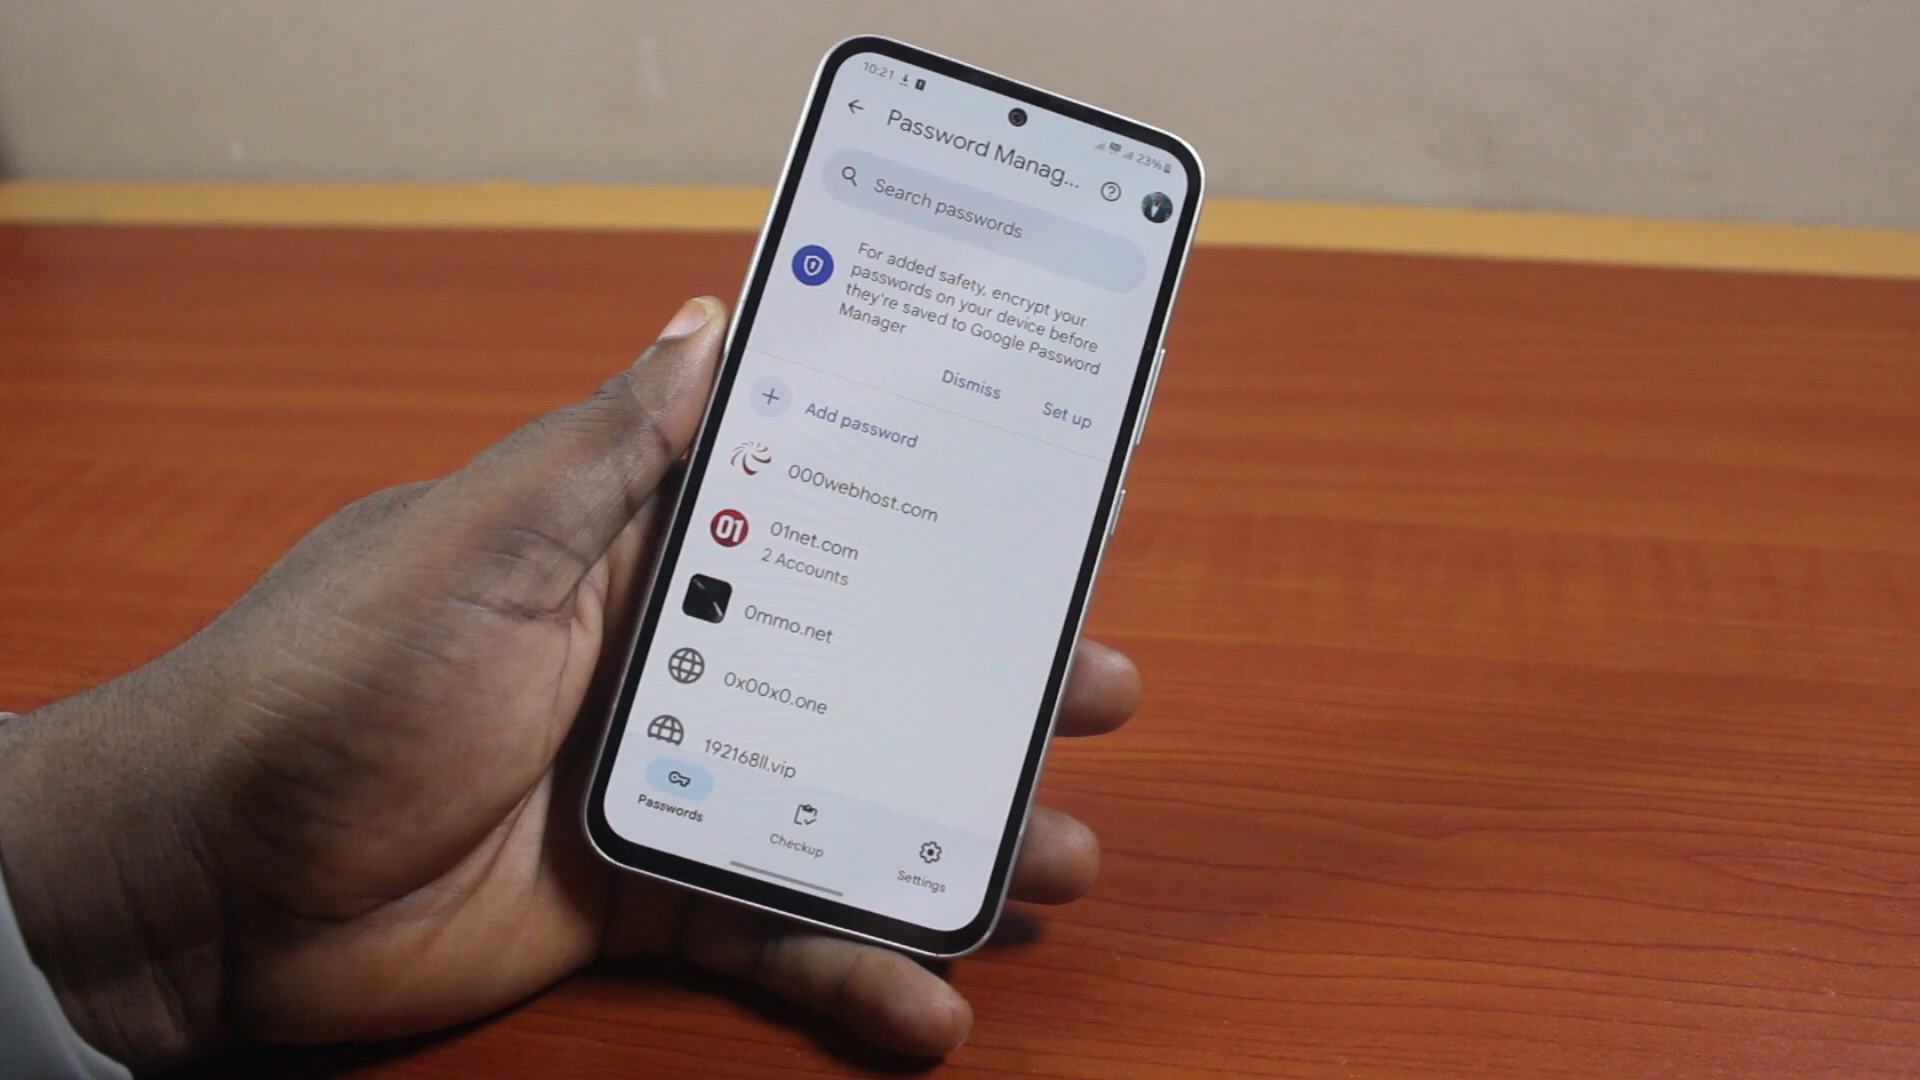 10:21
23%
Password Manag...
Search passwords
For added safety, encrypt your
passwords on your device before
they're saved to Google Password
Manager
Dismiss
Set up
Add password
000webhost.com
01
01net.com
2 Accounts
0mmo.net
0x00x0.one
192168ll.vip
Passwords
Checkup
Settings